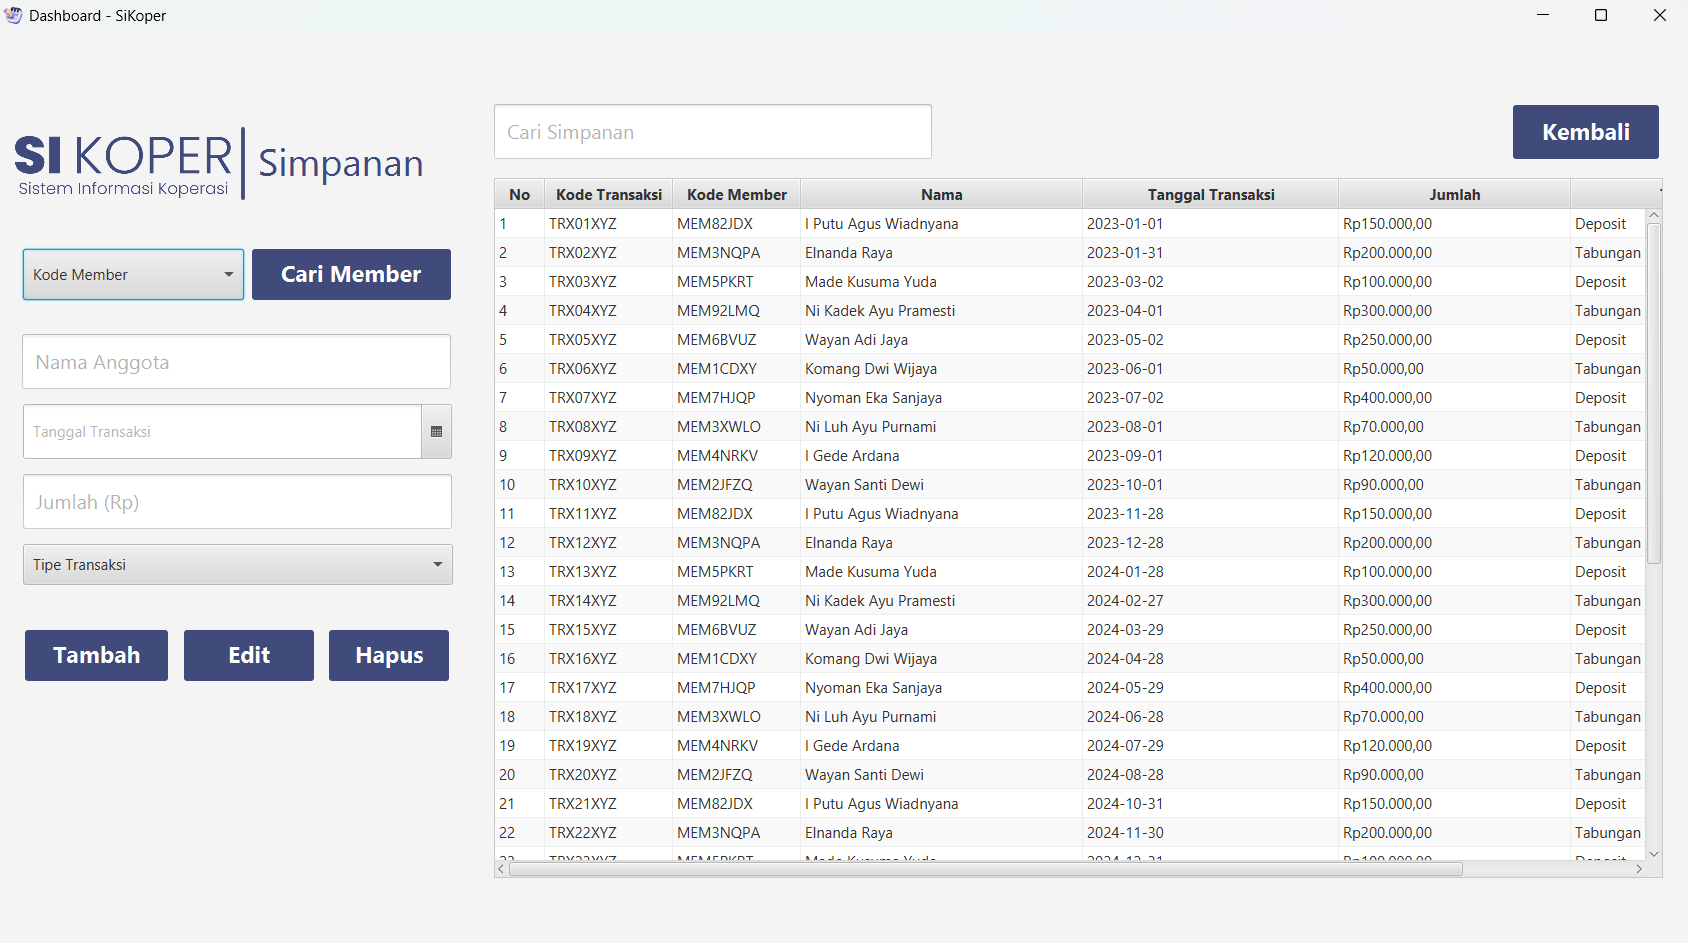 Dashboard - SiKoper
SI KOPER
Sistem Informasi Koperasi
Simpanan
Kode Member
Cari Member
Nama Anggota
Tanggal Transaksi
Jumlah (Rp)
Tipe Transaksi
Tambah Edit Hapus
Cari Simpanan
Kembali
No Kode Transaksi Kode Member Nama Tanggal Transaksi Jumlah
1 TRX01XYZ MEM82JDX I Putu Agus Wiadnyana 2023-01-01 Rp150.000,00 Deposit
2 TRX02XYZ MEM3NQPA Elnanda Raya 2023-01-31 Rp200.000,00 Tabungan
3 TRX03XYZ MEM5PKRT Made Kusuma Yuda 2023-03-02 Rp100.000,00 Deposit
4 TRX04XYZ MEM92LMQ Ni Kadek Ayu Pramesti 2023-04-01 Rp300.000,00 Tabungan
5 TRX05XYZ MEM6BVUZ Wayan Adi Jaya 2023-05-02 Rp250.000,00 Deposit
6 TRX06XYZ MEM1CDXY Komang Dwi Wijaya 2023-06-01 Rp50.000,00 Tabungan
7 TRX07XYZ MEM7HJQP Nyoman Eka Sanjaya 2023-07-02 Rp400.000,00 Deposit
8 TRX08XYZ MEM3XWLO Ni Luh Ayu Purnami 2023-08-01 Rp70.000,00 Tabungan
9 TRX09XYZ MEM4NRKV I Gede Ardana 2023-09-01 Rp120.000,00 Deposit
10 TRX10XYZ MEM2JFZQ Wayan Santi Dewi 2023-10-01 Rp90.000,00 Tabungan
11 TRX11XYZ MEM82JDX I Putu Agus Wiadnyana 2023-11-28 Rp150.000,00 Deposit
12 TRX12XYZ MEM3NQPA Elnanda Raya 2023-12-28 Rp200.000,00 Tabungan
13 TRX13XYZ MEM5PKRT Made Kusuma Yuda 2024-01-28 Rp100.000,00 Deposit
14 TRX14XYZ MEM92LMQ Ni Kadek Ayu Pramesti 2024-02-27 Rp300.000,00 Tabungan
15 TRX15XYZ MEM6BVUZ Wayan Adi Jaya 2024-03-29 Rp250.000,00 Deposit
16 TRX16XYZ MEM1CDXY Komang Dwi Wijaya 2024-04-28 Rp50.000,00 Tabungan
17 TRX17XYZ MEM7HJQP Nyoman Eka Sanjaya 2024-05-29 Rp400.000,00 Deposit
18 TRX18XYZ MEM3XWLO Ni Luh Ayu Purnami 2024-06-28 Rp70.000,00 Tabungan
19 TRX19XYZ MEM4NRKV I Gede Ardana 2024-07-29 Rp120.000,00 Deposit
20 TRX20XYZ MEM2JFZQ Wayan Santi Dewi 2024-08-28 Rp90.000,00 Tabungan
21 TRX21XYZ MEM82JDX I Putu Agus Wiadnyana 2024-10-31 Rp150.000,00 Deposit
22 TRX22XYZ MEM3NQPA Elnanda Raya 2024-11-30 Rp200.000,00 Tabungan